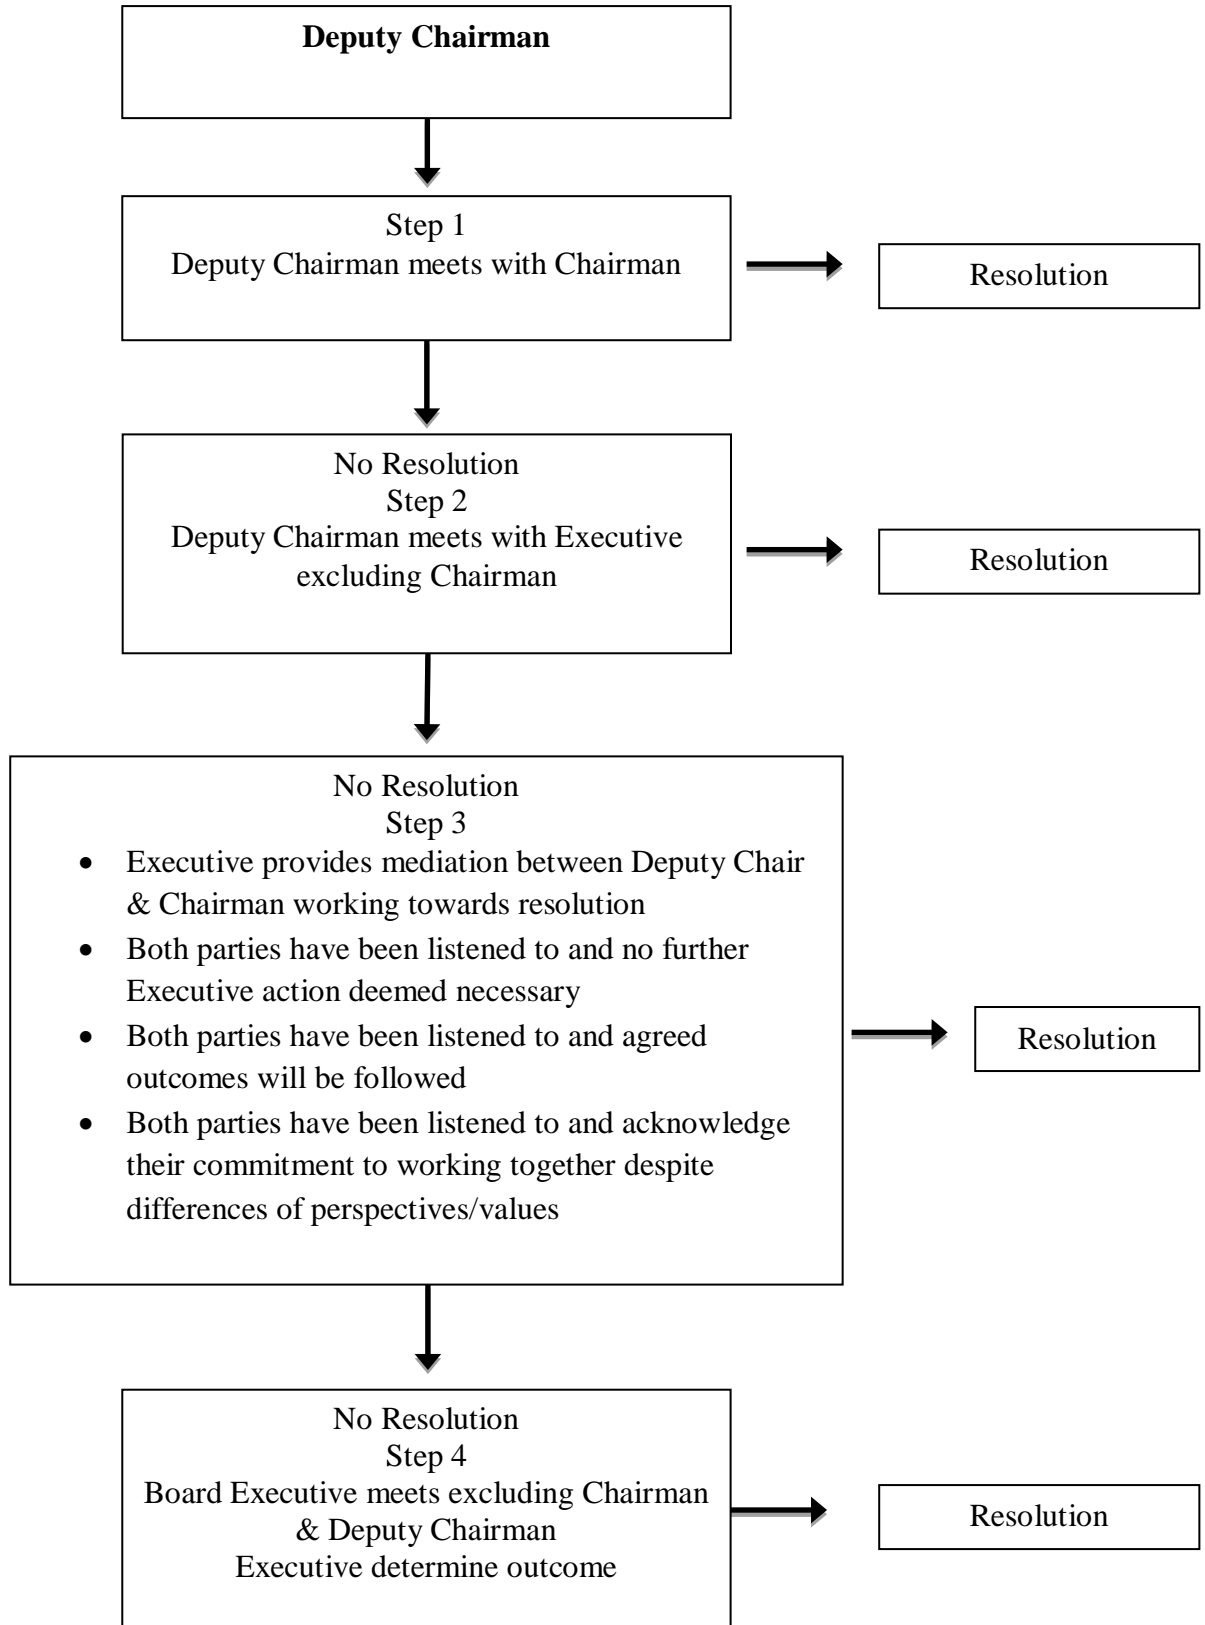 Deputy Chairman
Step 1
Deputy Chairman meets with Chairman
Resolution
No Resolution
Step 2
Deputy Chairman meets with Executive
excluding Chairman
Resolution
No Resolution
Step 3
• Executive provides mediation between Deputy Chair
& Chairman working towards resolution
• Both parties have been listened to and no further
Executive action deemed necessary
• Both parties have been listened to and agreed
outcomes will be followed
• Both parties have been listened to and acknowledge
their commitment to working together despite
differences of perspectives/values
Resolution
No Resolution
Step 4
Board Executive meets excluding Chairman
& Deputy Chairman
Executive determine outcome
Resolution